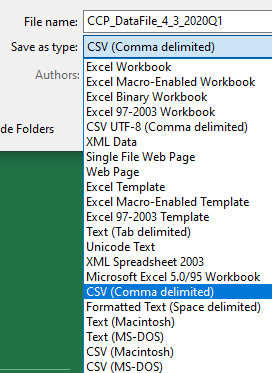 File name: CCP_DataFile_4_3_2020Q1
Save as type: CSV (Comma delimited)
Authors:
Excel Workbook
Excel Macro-Enabled Workbook
Excel Binary Workbook
Excel 97-2003 Workbook
CSV UTF-8 (Comma delimited)
XML Data
Single File Web Page
Web Page
Excel Template
Excel Macro-Enabled Template
Excel 97-2003 Template
Text (Tab delimited)
Unicode Text
XML Spreadsheet 2003
Microsoft Excel 5.0/95 Workbook
CSV (Comma delimited)
Formatted Text (Space delimited)
Text (Macintosh)
Text (MS-DOS)
CSV (Macintosh)
CSV (MS-DOS)
de Folders